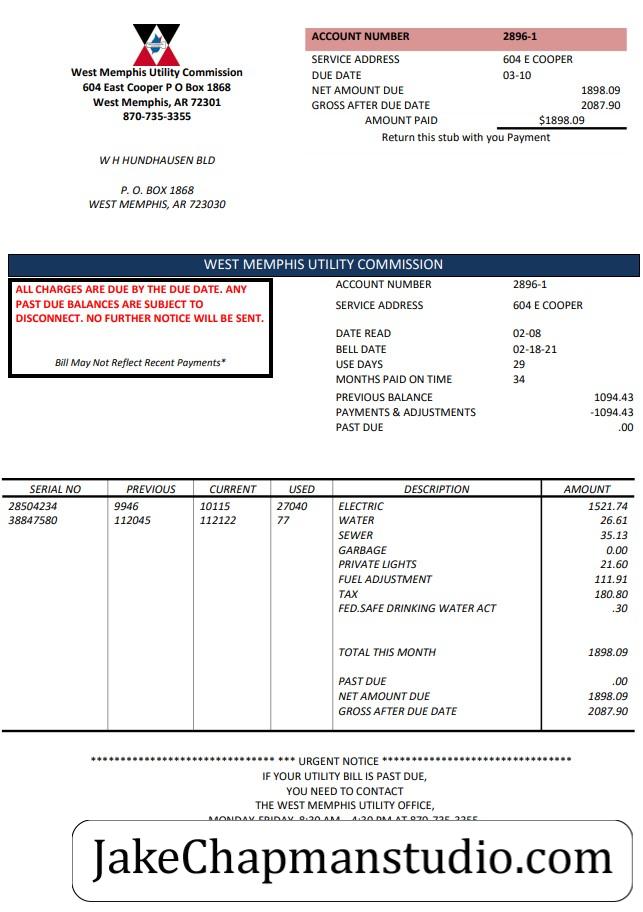 West Memphis Utility Commission
604 East Cooper P O Box 1868
West Memphis, AR 72301
870-735-3355
W H HUNDHAUSEN BLD
P. O. BOX 1868
WEST MEMPHIS, AR 723030
ACCOUNT NUMBER 2896-1
SERVICE ADDRESS 604 E COOPER
DUE DATE 03-10
NET AMOUNT DUE 1898.09
GROSS AFTER DUE DATE 2087.90
AMOUNT PAID $1898.09
Return this stub with you Payment
WEST MEMPHIS UTILITY COMMISSION
ALL CHARGES ARE DUE BY THE DUE DATE. ANY
PAST DUE BALANCES ARE SUBJECT TO
DISCONNECT. NO FURTHER NOTICE WILL BE SENT.
Bill May Not Reflect Recent Payments*
ACCOUNT NUMBER 2896-1
SERVICE ADDRESS 604 E COOPER
DATE READ 02-08
BELL DATE 02-18-21
USE DAYS 29
MONTHS PAID ON TIME 34
PREVIOUS BALANCE 1094.43
PAYMENTS & ADJUSTMENTS -1094.43
PAST DUE .00
SERIAL NO PREVIOUS CURRENT USED DESCRIPTION AMOUNT
28504234 9946 10115 27040 ELECTRIC 1521.74
38847580 112045 112122 77 WATER 26.61
SEWER 35.13
GARBAGE 0.00
PRIVATE LIGHTS 21.60
FUEL ADJUSTMENT 111.91
TAX 180.80
FED.SAFE DRINKING WATER ACT .30
TOTAL THIS MONTH 1898.09
PAST DUE .00
NET AMOUNT DUE 1898.09
GROSS AFTER DUE DATE 2087.90
****************************** *** URGENT NOTICE ********************************
IF YOUR UTILITY BILL IS PAST DUE,
YOU NEED TO CONTACT
THE WEST MEMPHIS UTILITY OFFICE,
MONDAY-FRIDAY, 8:30 AM - 4:30 PM AT 870-735-3355
JakeChapmanstudio.com